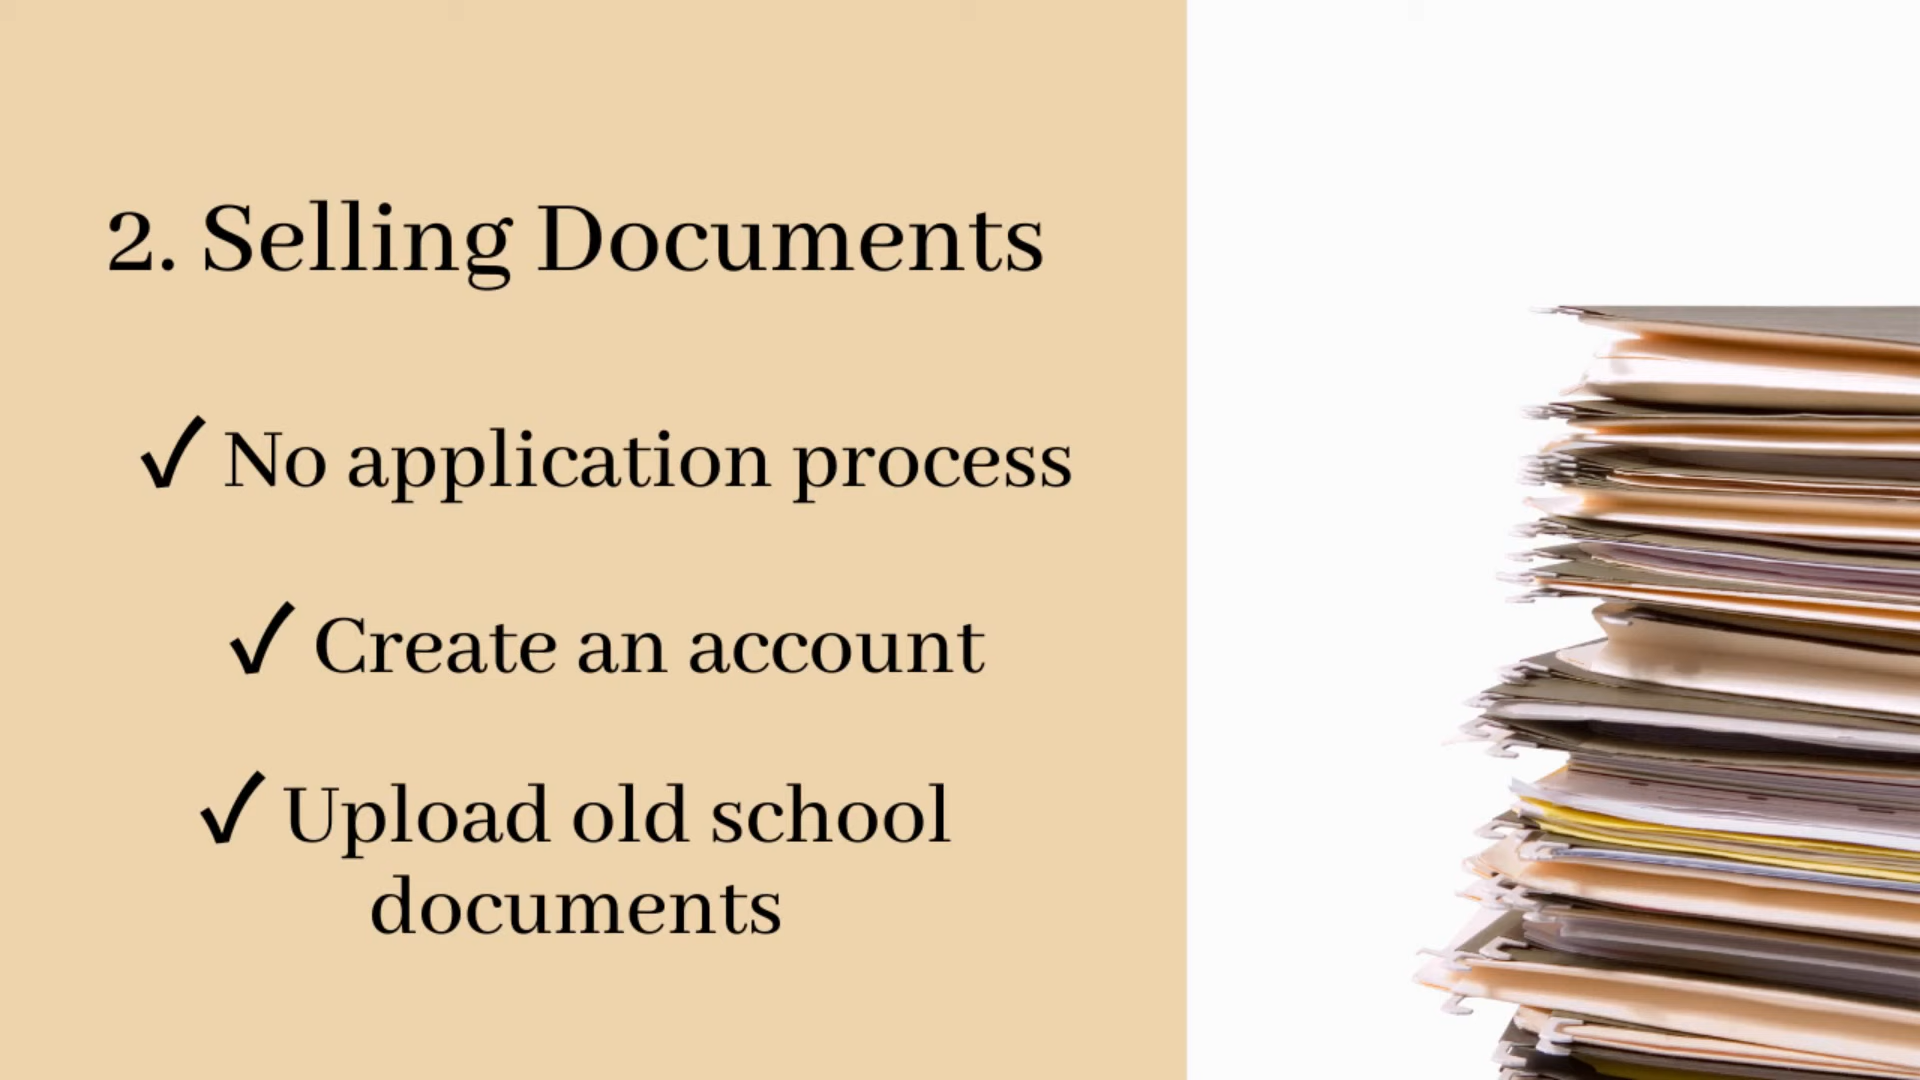 2. Selling Documents
✓ No application process
✓ Create an account
✓ Upload old school
documents